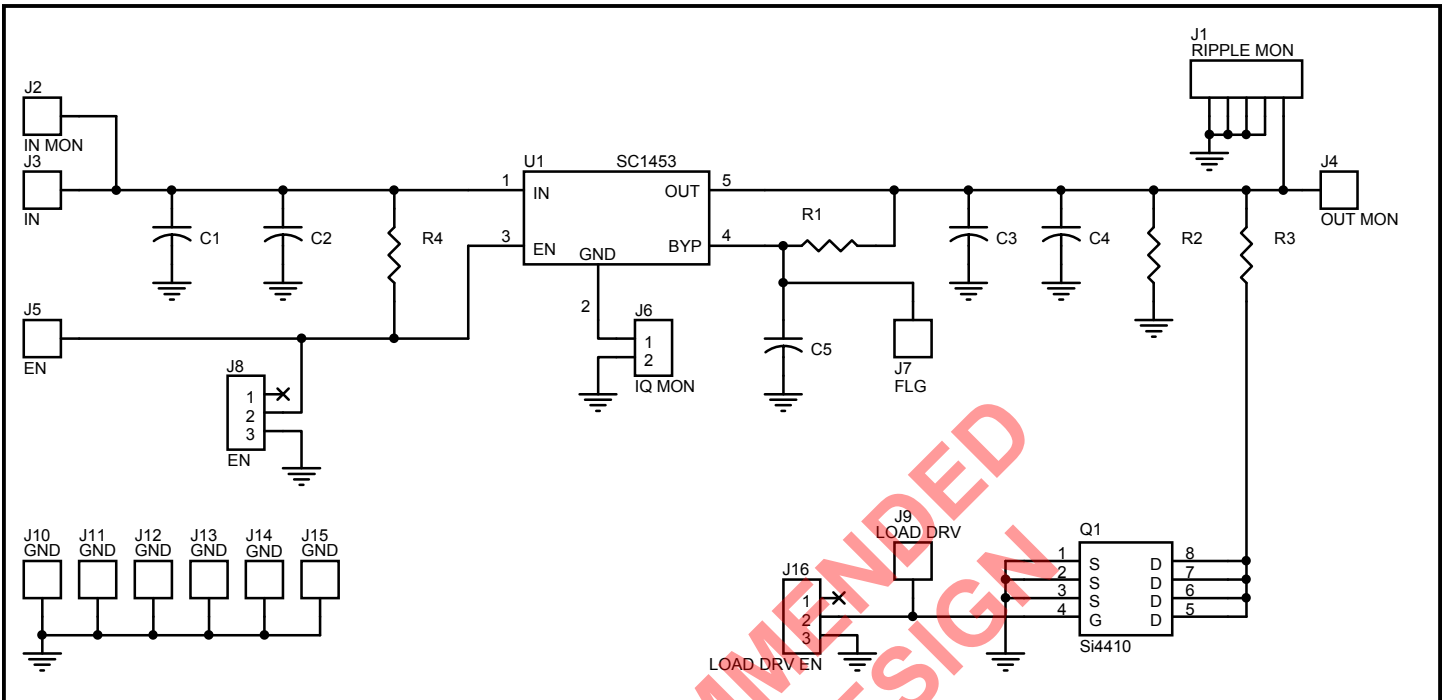 J1
RIPPLE MON
J2
IN MON
J3
IN
U1 SC1453
1 IN OUT 5
3 EN BYP 4
GND
2
C1
C2
R4
R1
C3
C4
R2
R3
J4
OUT MON
J5
EN
J6
1
2
IQ MON
C5
J7
FLG
J8
1
2
3
EN
J10
GND
J11
GND
J12
GND
J13
GND
J14
GND
J15
GND
J9
LOAD DRV
J16
1
2
3
LOAD DRV EN
Q1
1 S D 8
2 S D 7
3 S D 6
4 G D 5
Si4410
MMENDED
ESIGN